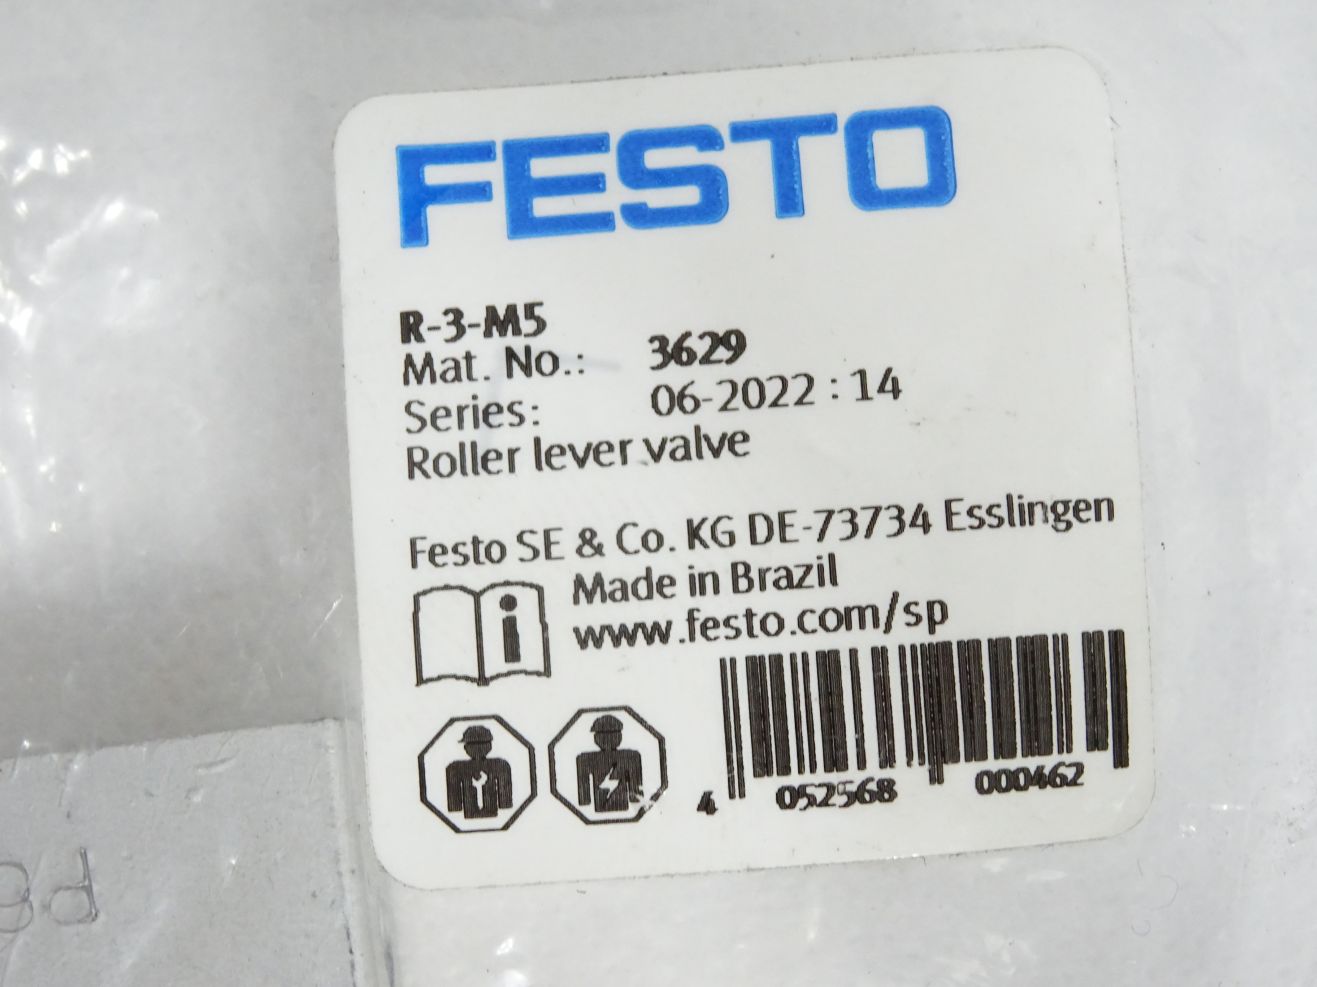 FESTO
R-3-M5
Mat. No.: 3629
Series: 06-2022 : 14
Roller lever valve
Festo SE & Co. KG DE-73734 Esslingen
Made in Brazil
www.festo.com/sp
4 052568 000462